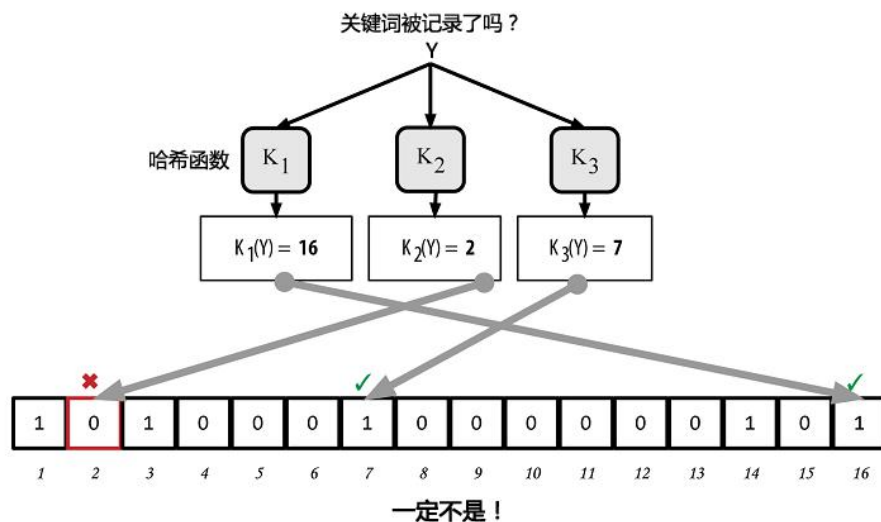 关键词被记录了吗？
Y
哈希函数 K1 K2 K3
K1(Y) = 16 K2(Y) = 2 K3(Y) = 7
✖ ✓ ✓
1 0 1 0 0 0 1 0 0 0 0 0 0 1 0 1
1 2 3 4 5 6 7 8 9 10 11 12 13 14 15 16
一定不是！